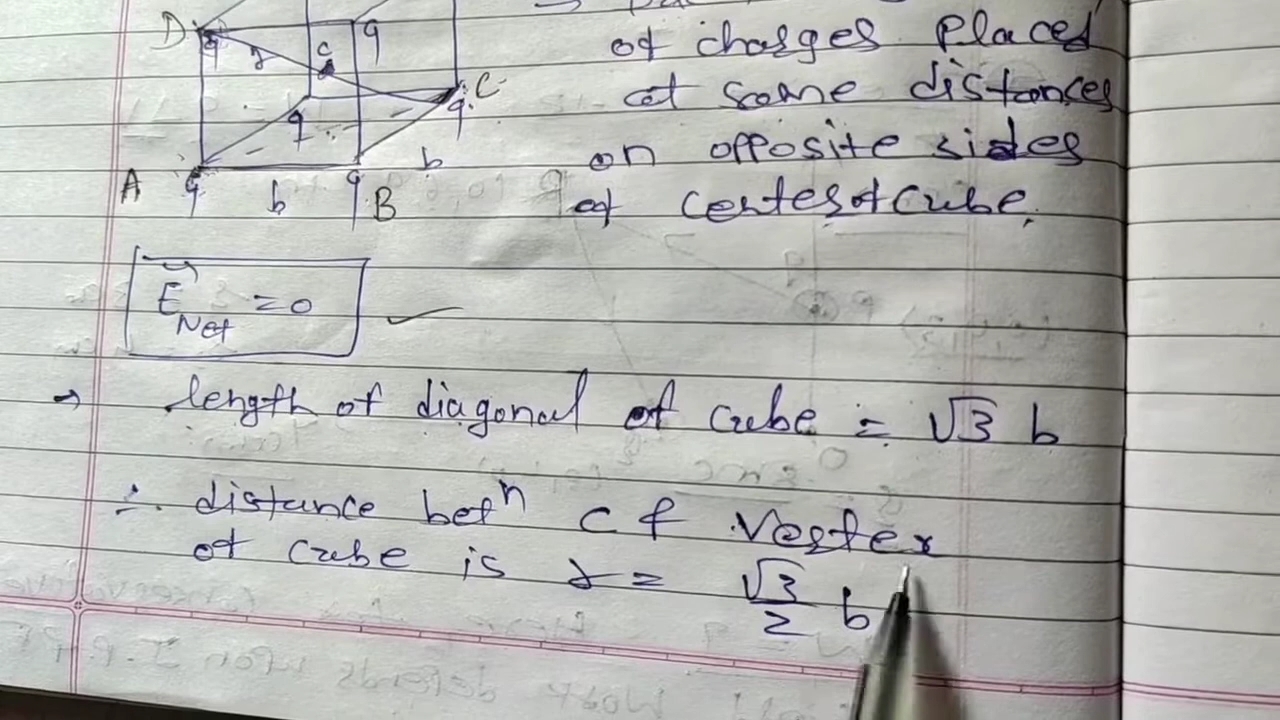 of charges Placed
D q q
r c
at same distances
C
q
q
on opposite sides
b
A q b q B
of center of cube.
E Net = 0
→ length of diagonal of cube = √3 b
∴ distance betⁿ C & vertex
of cube is r = √3/2 b